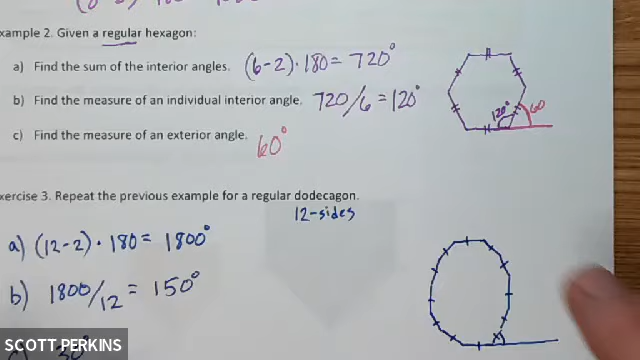 xample 2. Given a regular hexagon:
a) Find the sum of the interior angles. (6-2)·180=720°
b) Find the measure of an individual interior angle. 720/6=120°
120° 60
c) Find the measure of an exterior angle. 60°
xercise 3. Repeat the previous example for a regular dodecagon.
12-sides
a) (12-2)·180=1800°
b) 1800/12=150°
30°
SCOTT PERKINS